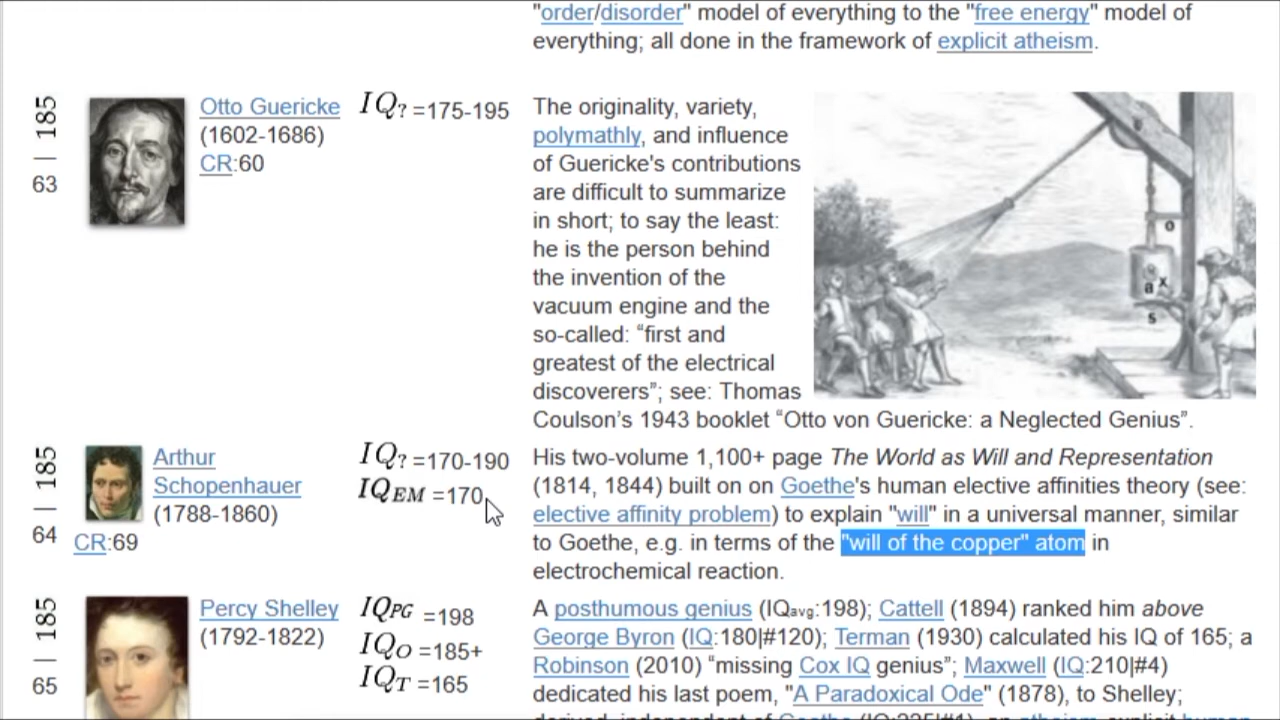 "order/disorder" model of everything to the "free energy" model of
everything; all done in the framework of explicit atheism.
185
—
63
Otto Guericke
(1602-1686)
CR:60
IQ? =175-195
The originality, variety,
polymathly, and influence
of Guericke's contributions
are difficult to summarize
in short; to say the least:
he is the person behind
the invention of the
vacuum engine and the
so-called: “first and
greatest of the electrical
discoverers”; see: Thomas
Coulson’s 1943 booklet “Otto von Guericke: a Neglected Genius”.
o
a
x
s
185
—
64
Arthur
Schopenhauer
(1788-1860)
CR:69
IQ? =170-190
IQEM =170
His two-volume 1,100+ page The World as Will and Representation
(1814, 1844) built on on Goethe's human elective affinities theory (see:
elective affinity problem) to explain "will" in a universal manner, similar
to Goethe, e.g. in terms of the "will of the copper" atom in
electrochemical reaction.
185
—
65
Percy Shelley
(1792-1822)
IQPG =198
IQO =185+
IQT =165
A posthumous genius (IQavg:198); Cattell (1894) ranked him above
George Byron (IQ:180|#120); Terman (1930) calculated his IQ of 165; a
Robinson (2010) “missing Cox IQ genius”; Maxwell (IQ:210|#4)
dedicated his last poem, "A Paradoxical Ode" (1878), to Shelley;